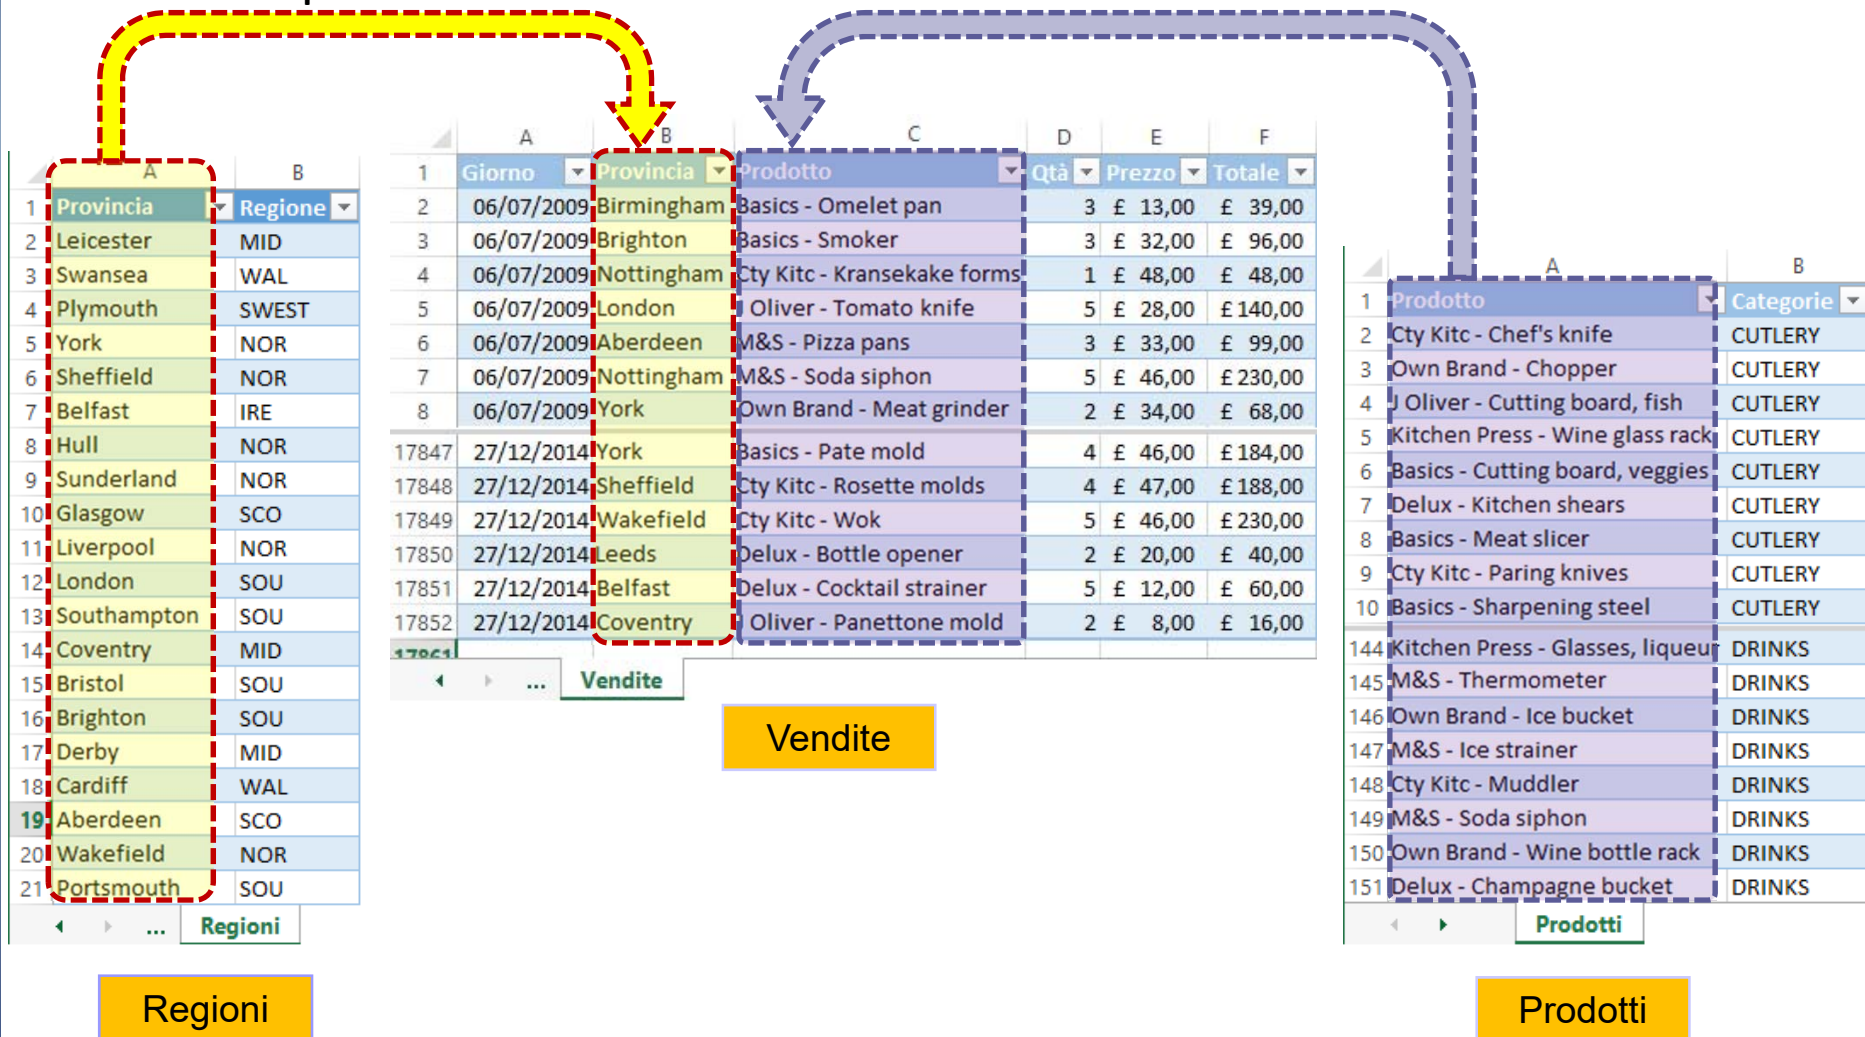 A B
1 Provincia Regione
2 Leicester MID
3 Swansea WAL
4 Plymouth SWEST
5 York NOR
6 Sheffield NOR
7 Belfast IRE
8 Hull NOR
9 Sunderland NOR
10 Glasgow SCO
11 Liverpool NOR
12 London SOU
13 Southampton SOU
14 Coventry MID
15 Bristol SOU
16 Brighton SOU
17 Derby MID
18 Cardiff WAL
19 Aberdeen SCO
20 Wakefield NOR
21 Portsmouth SOU
... Regioni
Regioni
A B C D E F
1 Giorno Provincia Prodotto Qtà Prezzo Totale
2 06/07/2009 Birmingham Basics - Omelet pan 3 £ 13,00 £ 39,00
3 06/07/2009 Brighton Basics - Smoker 3 £ 32,00 £ 96,00
4 06/07/2009 Nottingham Cty Kitc - Kransekake forms 1 £ 48,00 £ 48,00
5 06/07/2009 London J Oliver - Tomato knife 5 £ 28,00 £ 140,00
6 06/07/2009 Aberdeen M&S - Pizza pans 3 £ 33,00 £ 99,00
7 06/07/2009 Nottingham M&S - Soda siphon 5 £ 46,00 £ 230,00
8 06/07/2009 York Own Brand - Meat grinder 2 £ 34,00 £ 68,00
17847 27/12/2014 York Basics - Pate mold 4 £ 46,00 £ 184,00
17848 27/12/2014 Sheffield Cty Kitc - Rosette molds 4 £ 47,00 £ 188,00
17849 27/12/2014 Wakefield Cty Kitc - Wok 5 £ 46,00 £ 230,00
17850 27/12/2014 Leeds Delux - Bottle opener 2 £ 20,00 £ 40,00
17851 27/12/2014 Belfast Delux - Cocktail strainer 5 £ 12,00 £ 60,00
17852 27/12/2014 Coventry J Oliver - Panettone mold 2 £ 8,00 £ 16,00
17861
... Vendite
Vendite
A B
1 Prodotto Categorie
2 Cty Kitc - Chef's knife CUTLERY
3 Own Brand - Chopper CUTLERY
4 J Oliver - Cutting board, fish CUTLERY
5 Kitchen Press - Wine glass rack CUTLERY
6 Basics - Cutting board, veggies CUTLERY
7 Delux - Kitchen shears CUTLERY
8 Basics - Meat slicer CUTLERY
9 Cty Kitc - Paring knives CUTLERY
10 Basics - Sharpening steel CUTLERY
144 Kitchen Press - Glasses, liqueur DRINKS
145 M&S - Thermometer DRINKS
146 Own Brand - Ice bucket DRINKS
147 M&S - Ice strainer DRINKS
148 Cty Kitc - Muddler DRINKS
149 M&S - Soda siphon DRINKS
150 Own Brand - Wine bottle rack DRINKS
151 Delux - Champagne bucket DRINKS
Prodotti
Prodotti